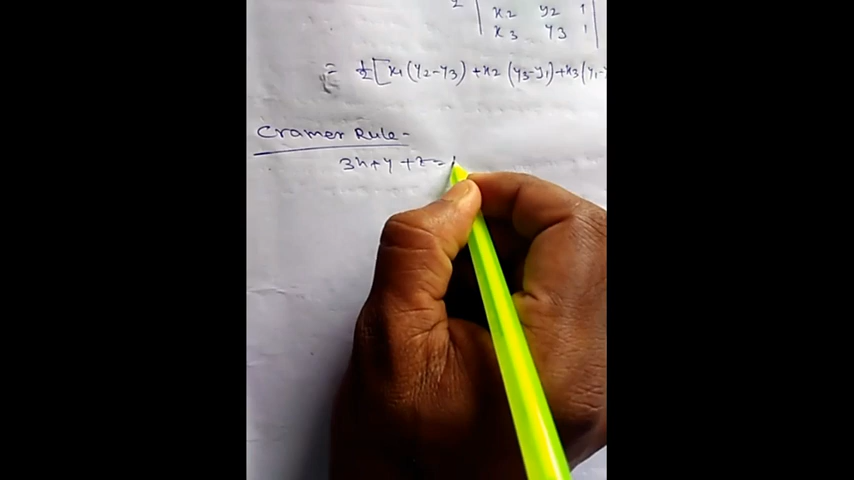 ½ | x2 y2 1 |
| x3 y3 1 |
= ½[x1(y2-y3)+x2(y3-y1)+x3(y1-
Cramer Rule-
3x+y+z=